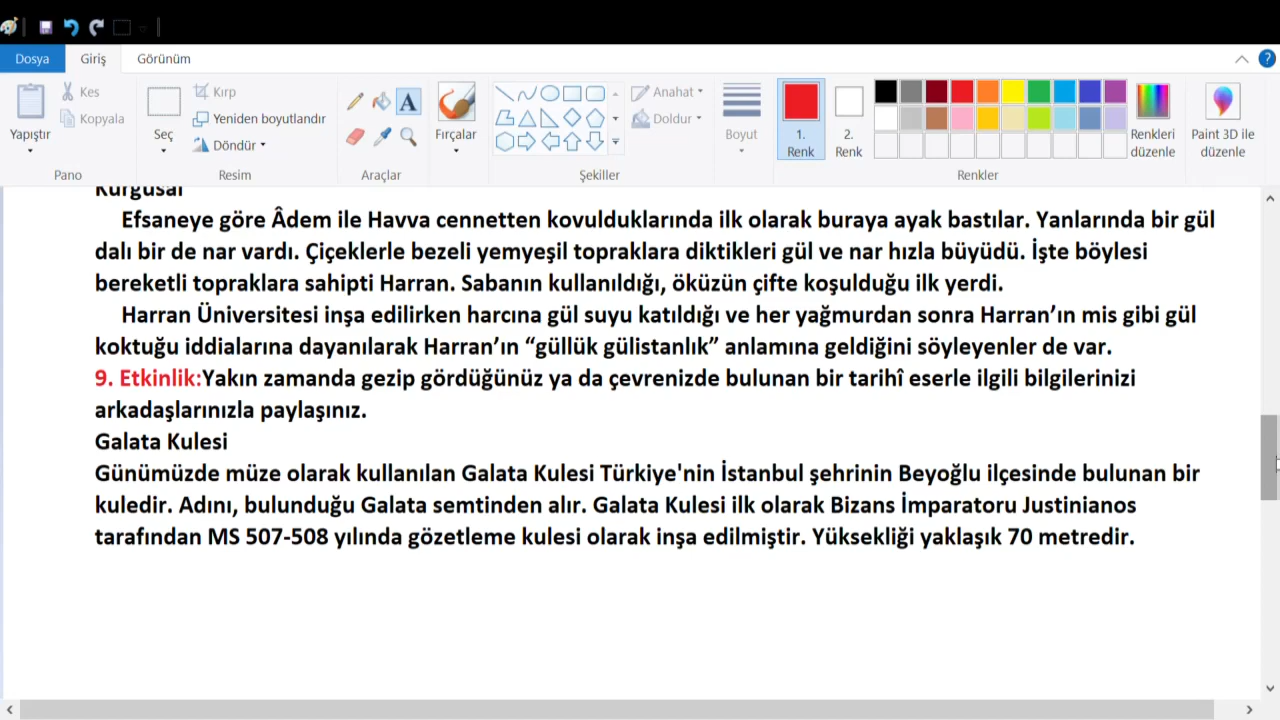 Dosya Giriş Görünüm
Kes
Kopyala
Yapıştır
Pano
Seç
Kırp
Yeniden boyutlandır
Döndür
Resim
A
Araçlar
Fırçalar
Şekiller
Anahat
Doldur
Boyut
1.
Renk
2.
Renk
Renkler
Renkleri
düzenle
Paint 3D ile
düzenle
?
Kurgusal
Efsaneye göre Âdem ile Havva cennetten kovulduklarında ilk olarak buraya ayak bastılar. Yanlarında bir gül
dalı bir de nar vardı. Çiçeklerle bezeli yemyeşil topraklara diktikleri gül ve nar hızla büyüdü. İşte böylesi
bereketli topraklara sahipti Harran. Sabanın kullanıldığı, öküzün çifte koşulduğu ilk yerdi.
Harran Üniversitesi inşa edilirken harcına gül suyu katıldığı ve her yağmurdan sonra Harran’ın mis gibi gül
koktuğu iddialarına dayanılarak Harran’ın “güllük gülistanlık” anlamına geldiğini söyleyenler de var.
9. Etkinlik:Yakın zamanda gezip gördüğünüz ya da çevrenizde bulunan bir tarihî eserle ilgili bilgilerinizi
arkadaşlarınızla paylaşınız.
Galata Kulesi
Günümüzde müze olarak kullanılan Galata Kulesi Türkiye'nin İstanbul şehrinin Beyoğlu ilçesinde bulunan bir
kuledir. Adını, bulunduğu Galata semtinden alır. Galata Kulesi ilk olarak Bizans İmparatoru Justinianos
tarafından MS 507-508 yılında gözetleme kulesi olarak inşa edilmiştir. Yüksekliği yaklaşık 70 metredir.